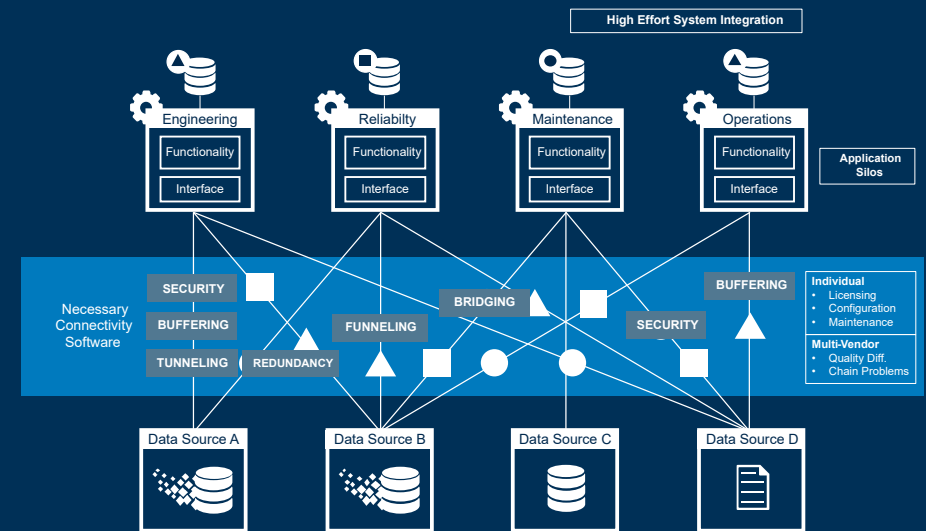 High Effort System Integration
Engineering
Reliabilty
Maintenance
Operations
Functionality
Functionality
Functionality
Functionality
Interface
Interface
Interface
Interface
Application
Silos
Necessary
Connectivity
Software
SECURITY
BUFFERING
TUNNELING
REDUNDANCY
FUNNELING
BRIDGING
SECURITY
BUFFERING
Individual
• Licensing
• Configuration
• Maintenance
Multi-Vendor
• Quality Diff.
• Chain Problems
Data Source A
Data Source B
Data Source C
Data Source D